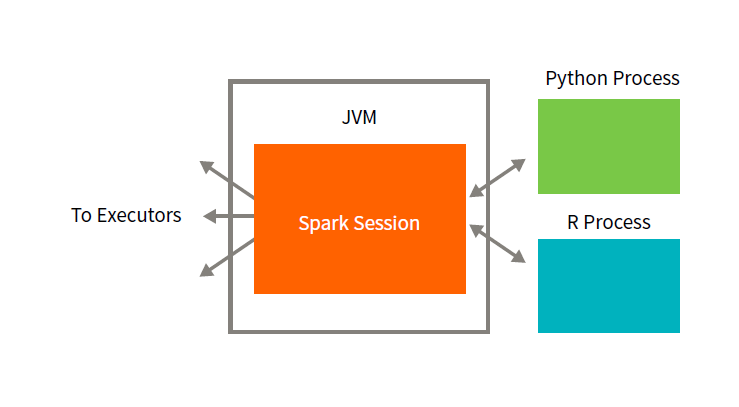 Python Process
JVM
To Executors
Spark Session
R Process